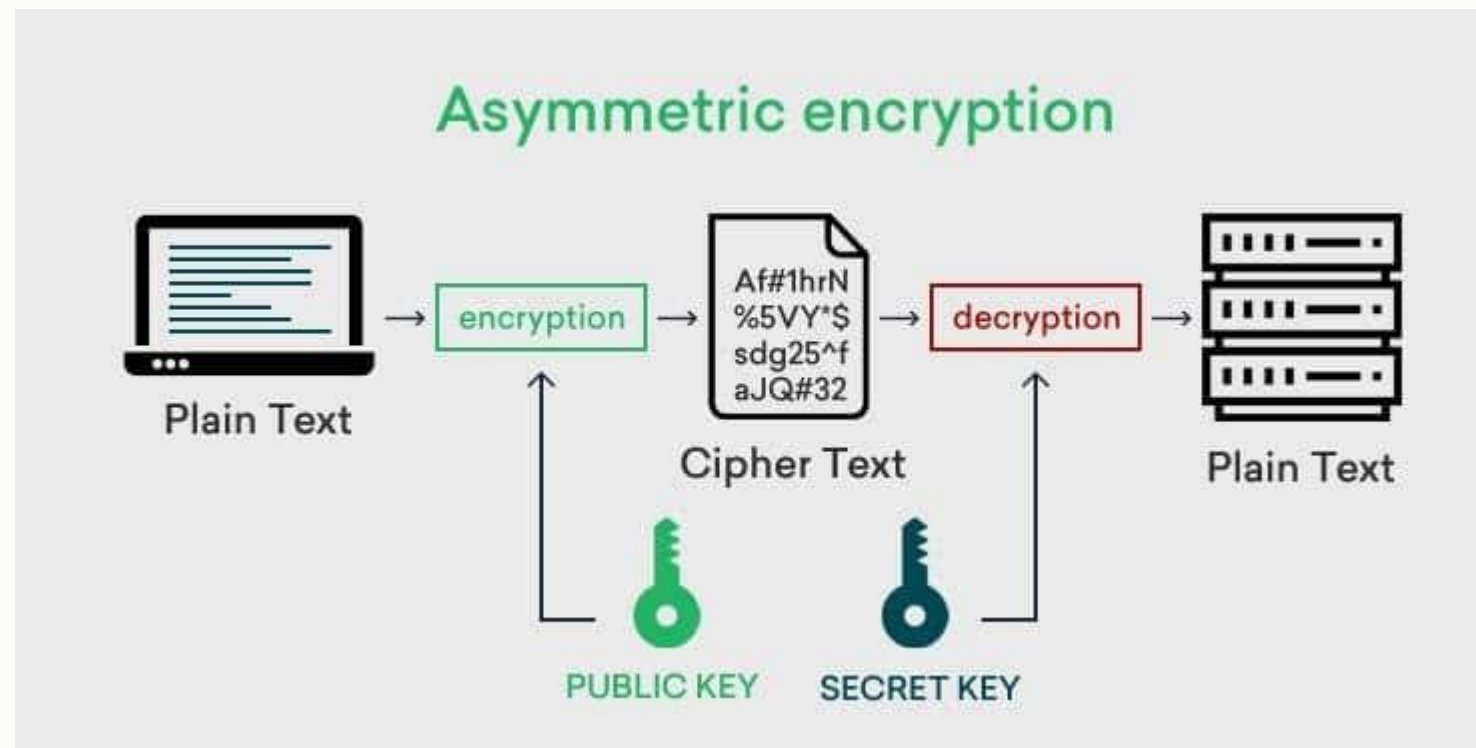 Asymmetric encryption
encryption
decryption
Af#1hrN
%5VY*$
sdg25^f
aJQ#32
Plain Text
Cipher Text
Plain Text
PUBLIC KEY
SECRET KEY